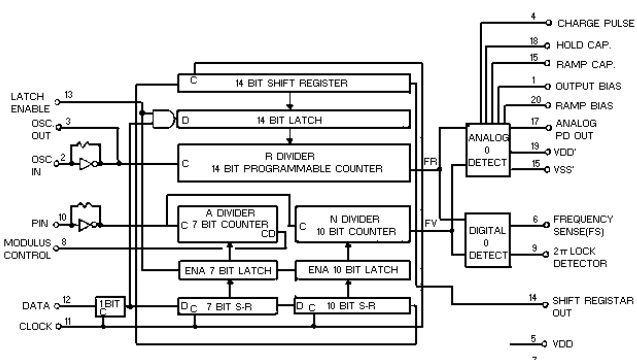 4 CHARGE PULSE
18 HOLD CAP.
15 RAMP CAP.
1 OUTPUT BIAS
20 RAMP BIAS
17 ANALOG PD OUT
19 VDD'
15 VSS'
C 14 BIT SHIFT REGISTER
LATCH ENABLE 13
D 14 BIT LATCH
OSC. OUT 3
OSC IN 2
C R DIVIDER
14 BIT PROGRAMMABLE COUNTER
FR
ANALOG
0
DETECT
PIN 10
C A DIVIDER
7 BIT COUNTER
CD
C N DIVIDER
10 BIT COUNTER
FV
DIGITAL
0
DETECT
6 FREQUENCY SENSE(FS)
9 2π LOCK DETECTOR
MODULUS CONTROL 8
ENA 7 BIT LATCH
ENA 10 BIT LATCH
DATA 12
1BIT
C
D C 7 BIT S-R
D C 10 BIT S-R
14 SHIFT REGISTAR OUT
CLOCK 11
5 VDD